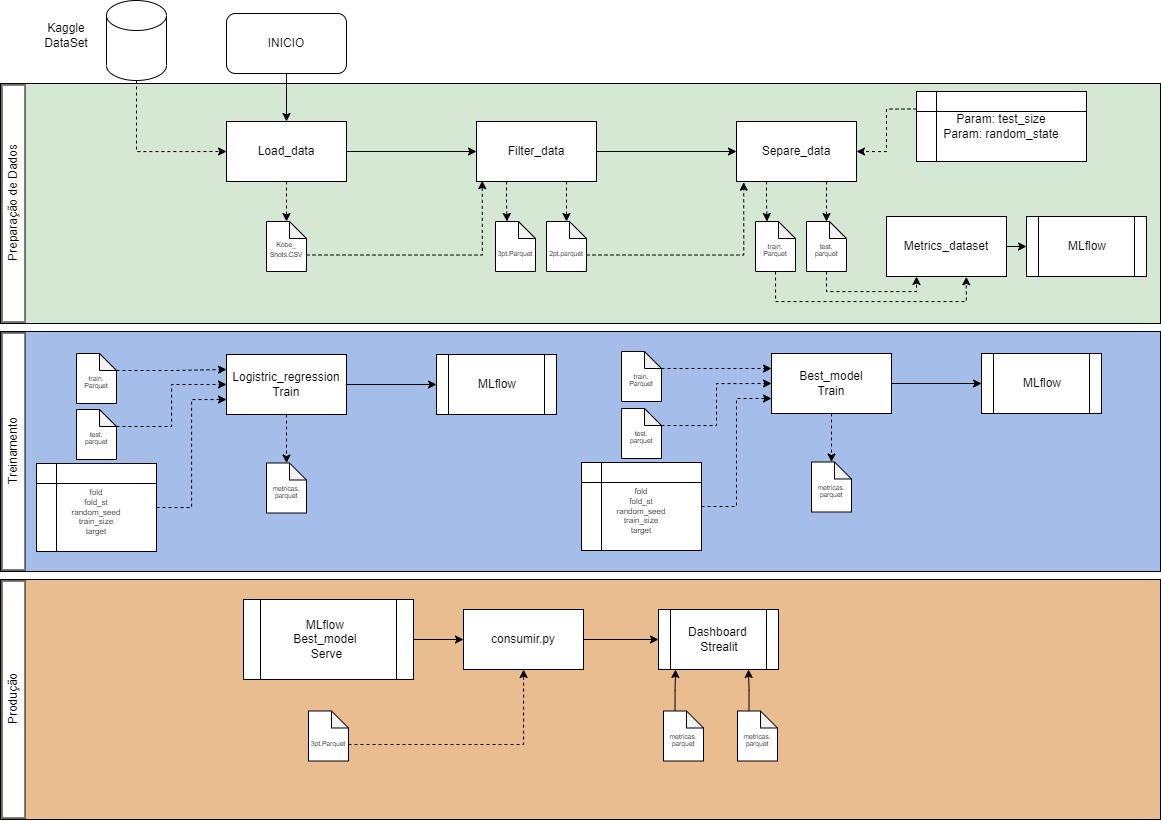 Kaggle
DataSet
INICIO
Preparação de Dados
Load_data
Filter_data
Separe_data
Param: test_size
Param: random_state
Kobe_
Shots.CSV
3pt.Parquet
2pt.parquet
train.
Parquet
test.
parquet
Metrics_dataset
MLflow
Treinamento
train.
Parquet
test.
parquet
fold
fold_st
random_seed
train_size
target
Logistric_regression
Train
MLflow
metricas.
parquet
train.
Parquet
test.
parquet
fold
fold_st
random_seed
train_size
target
Best_model
Train
MLflow
metricas.
parquet
Produção
MLflow
Best_model
Serve
consumir.py
Dashboard
Strealit
3pt.Parquet
metricas.
parquet
metricas.
parquet